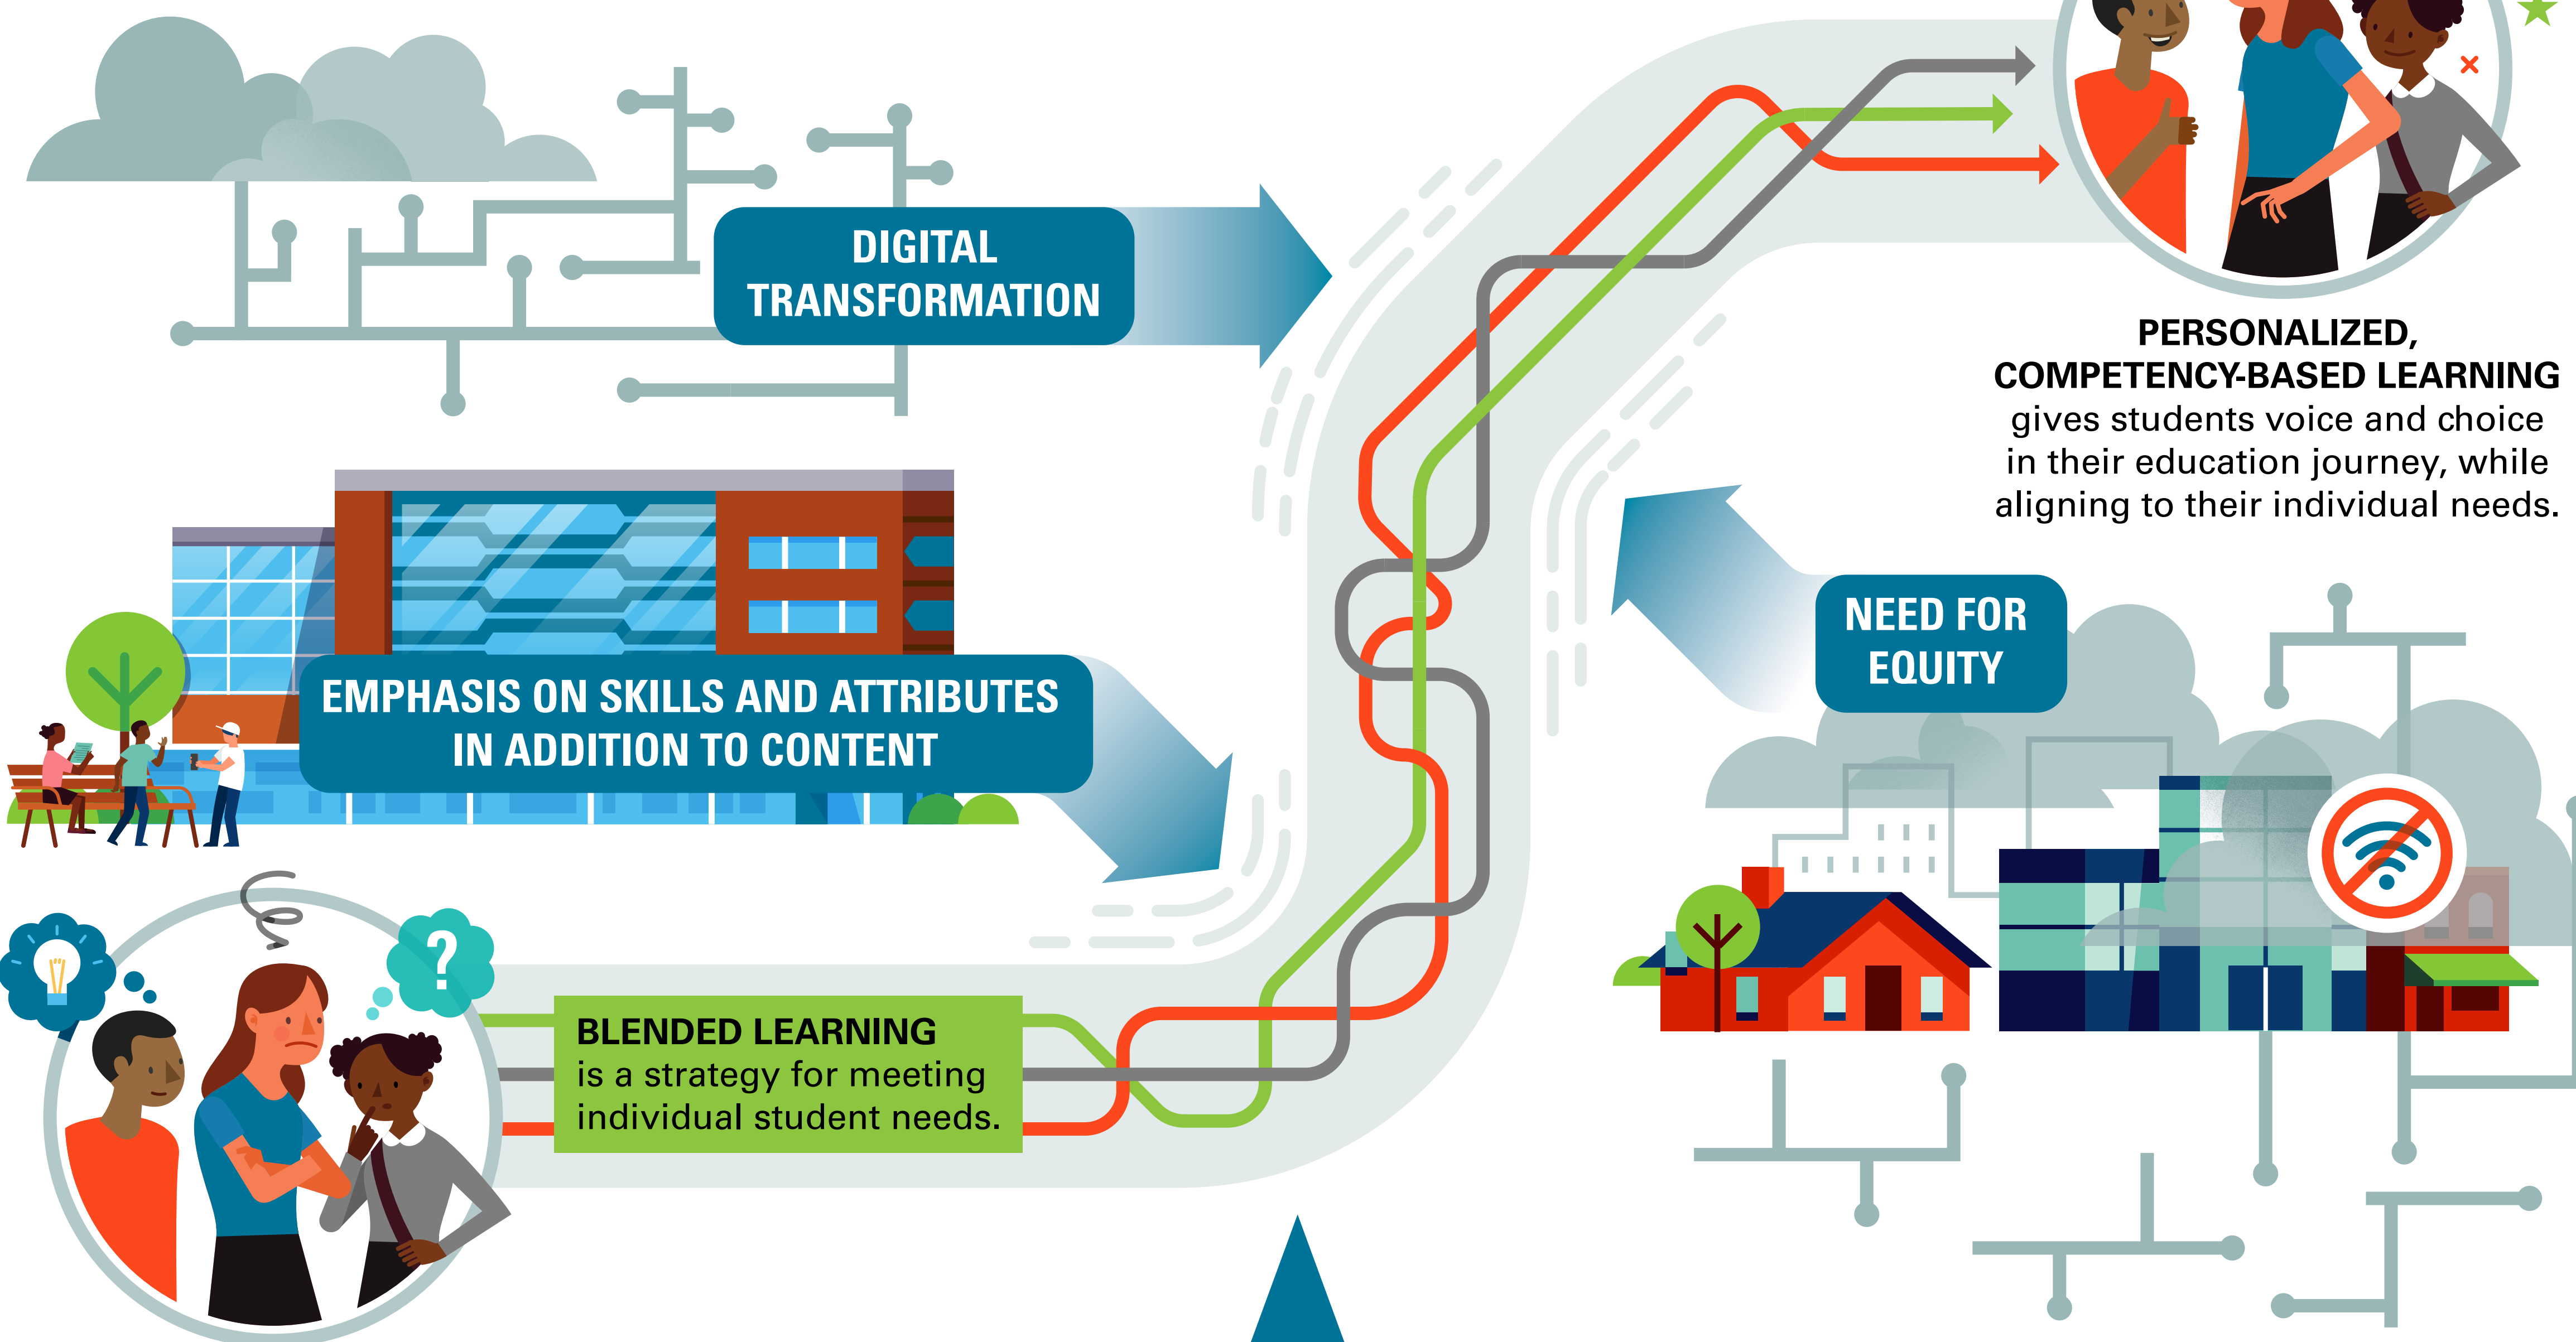 DIGITAL
TRANSFORMATION
PERSONALIZED,
COMPETENCY-BASED LEARNING
gives students voice and choice
in their education journey, while
aligning to their individual needs.
NEED FOR
EQUITY
EMPHASIS ON SKILLS AND ATTRIBUTES
IN ADDITION TO CONTENT
?
BLENDED LEARNING
is a strategy for meeting
individual student needs.